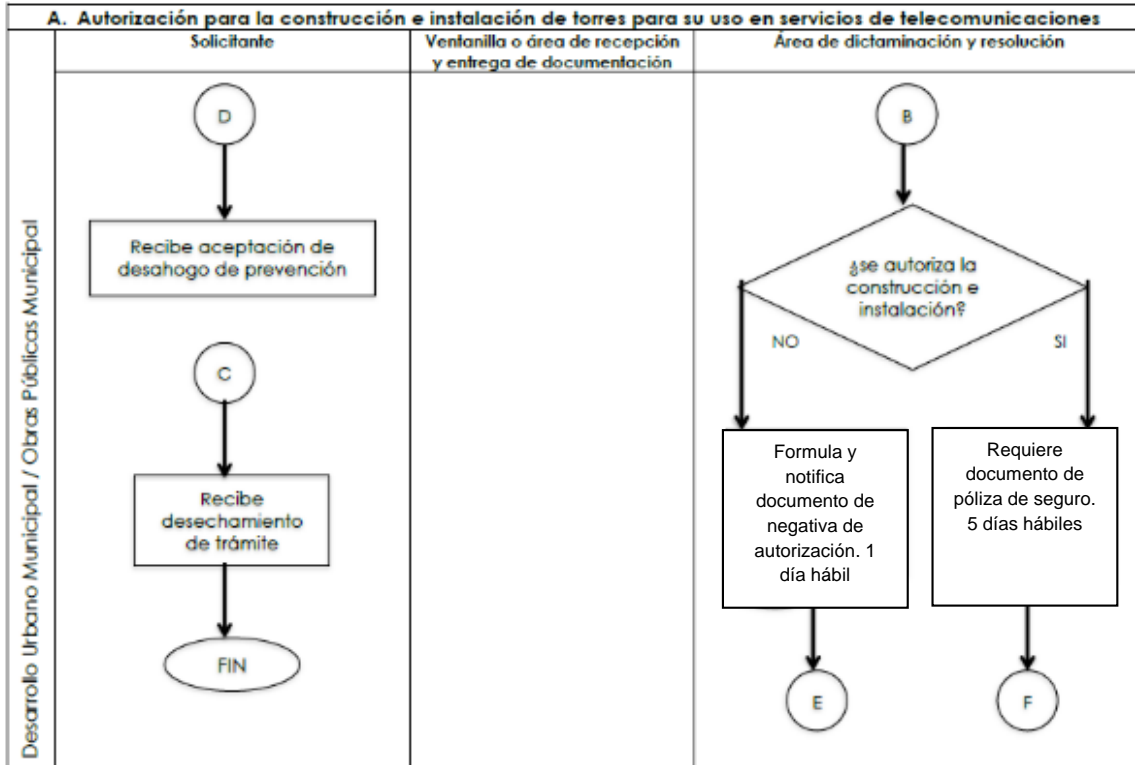 A. Autorización para la construcción e instalación de torres para su uso en servicios de telecomunicaciones
Solicitante
Ventanilla o área de recepción
y entrega de documentación
Área de dictaminación y resolución
Desarrollo Urbano Municipal / Obras Públicas Municipal
D
Recibe aceptación de
desahogo de prevención
C
Recibe
desechamiento
de trámite
FIN
B
¿se autoriza la
construcción e
instalación?
NO
SI
Formula y
notifica
documento de
negativa de
autorización. 1
día hábil
Requiere
documento de
póliza de seguro.
5 días hábiles
E
F